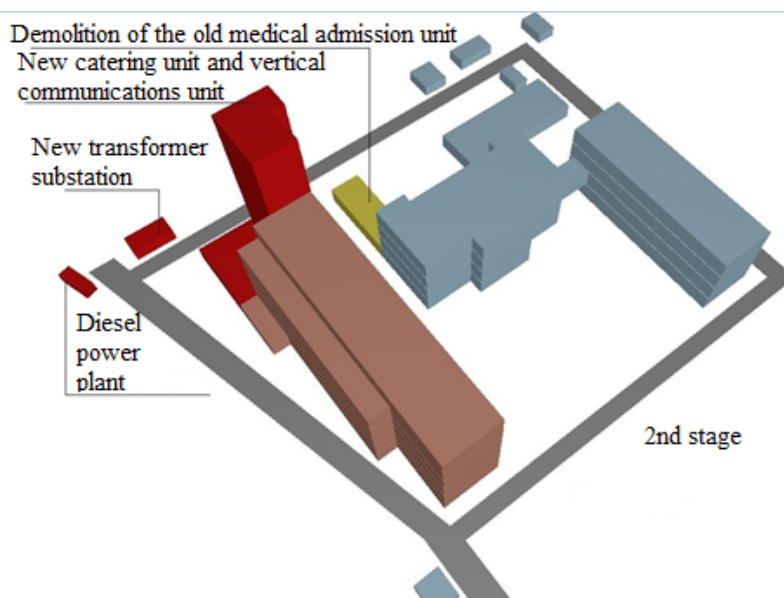 Demolition of the old medical admission unit
New catering unit and vertical
communications unit
New transformer
substation
Diesel
power
plant
2nd stage